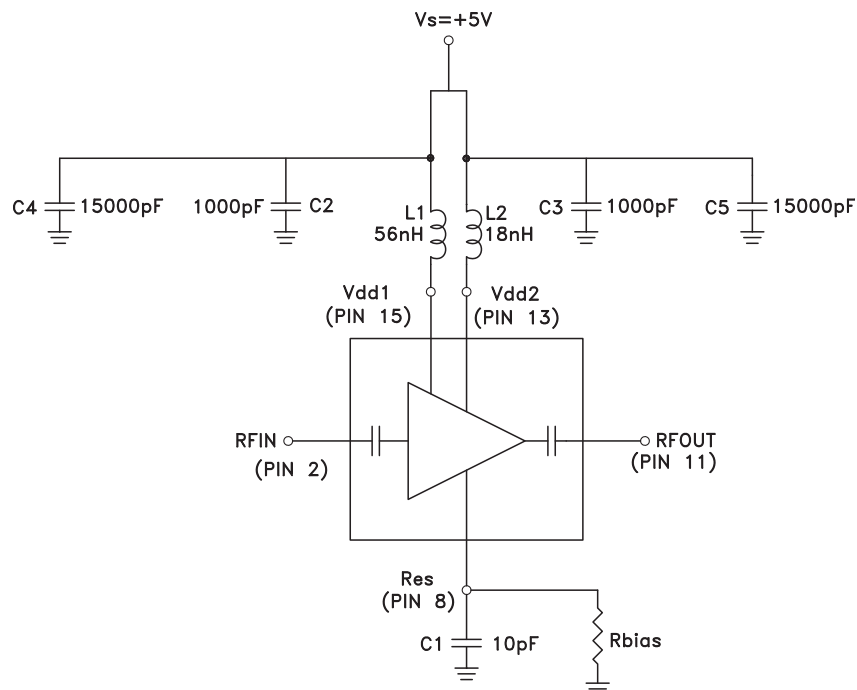 Vs=+5V
C4 15000pF
1000pF C2
L1
56nH
L2
18nH
C3 1000pF
C5 15000pF
Vdd1
(PIN 15)
Vdd2
(PIN 13)
RFIN
(PIN 2)
RFOUT
(PIN 11)
Res
(PIN 8)
C1 10pF
Rbias